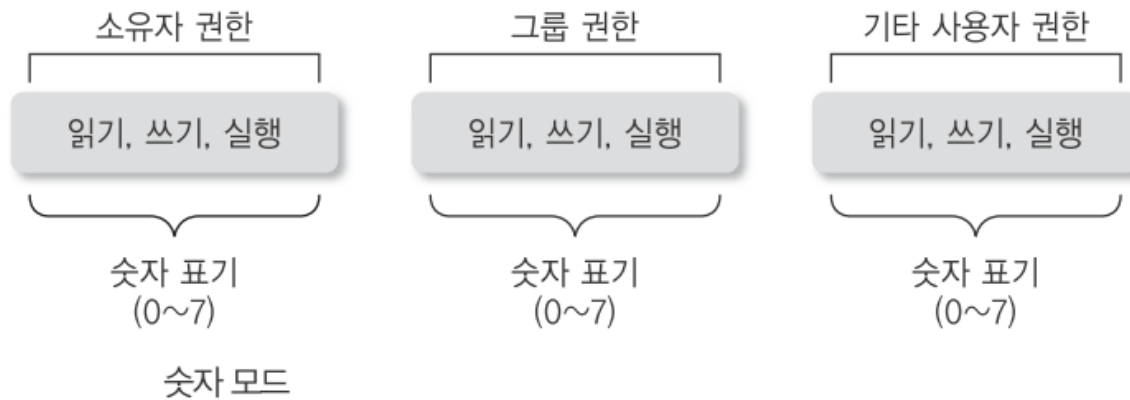 소유자 권한 그룹 권한 기타 사용자 권한
읽기, 쓰기, 실행 읽기, 쓰기, 실행 읽기, 쓰기, 실행
숫자 표기 숫자 표기 숫자 표기
(0~7) (0~7) (0~7)
숫자 모드